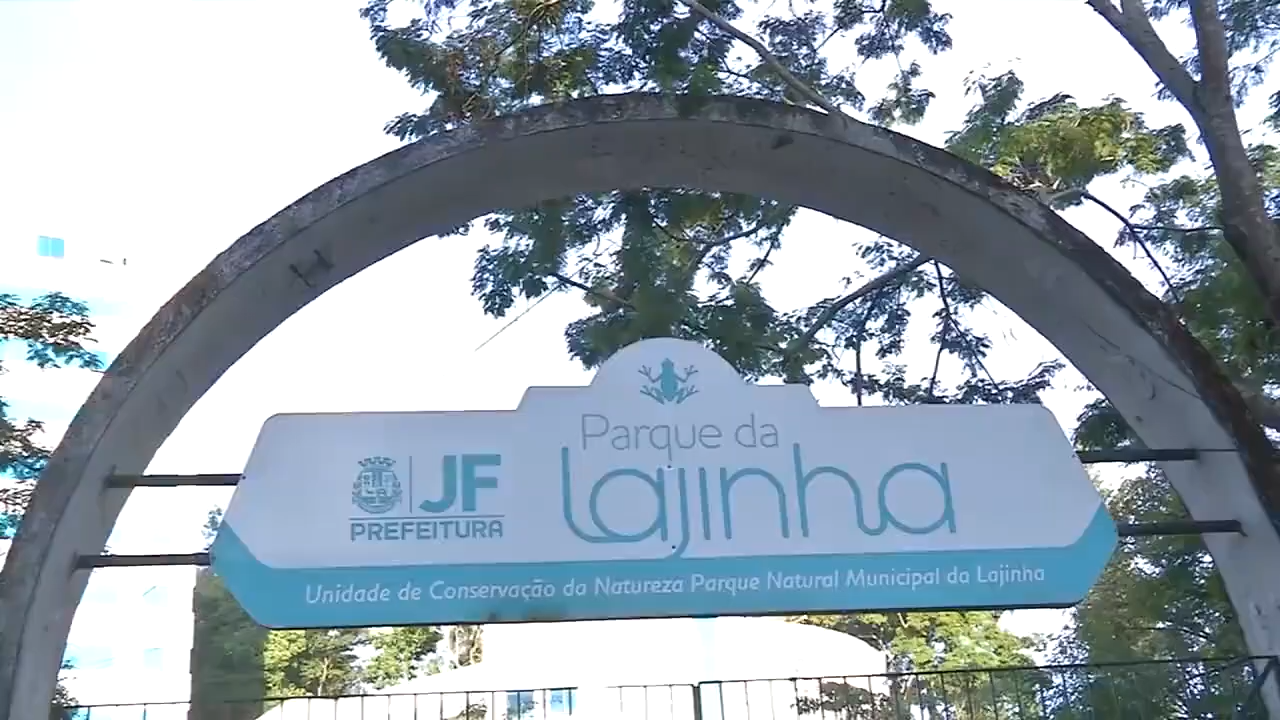 JF
PREFEITURA
Parque da
Lajinha
Unidade de Conservação da Natureza Parque Natural Municipal da Lajinha